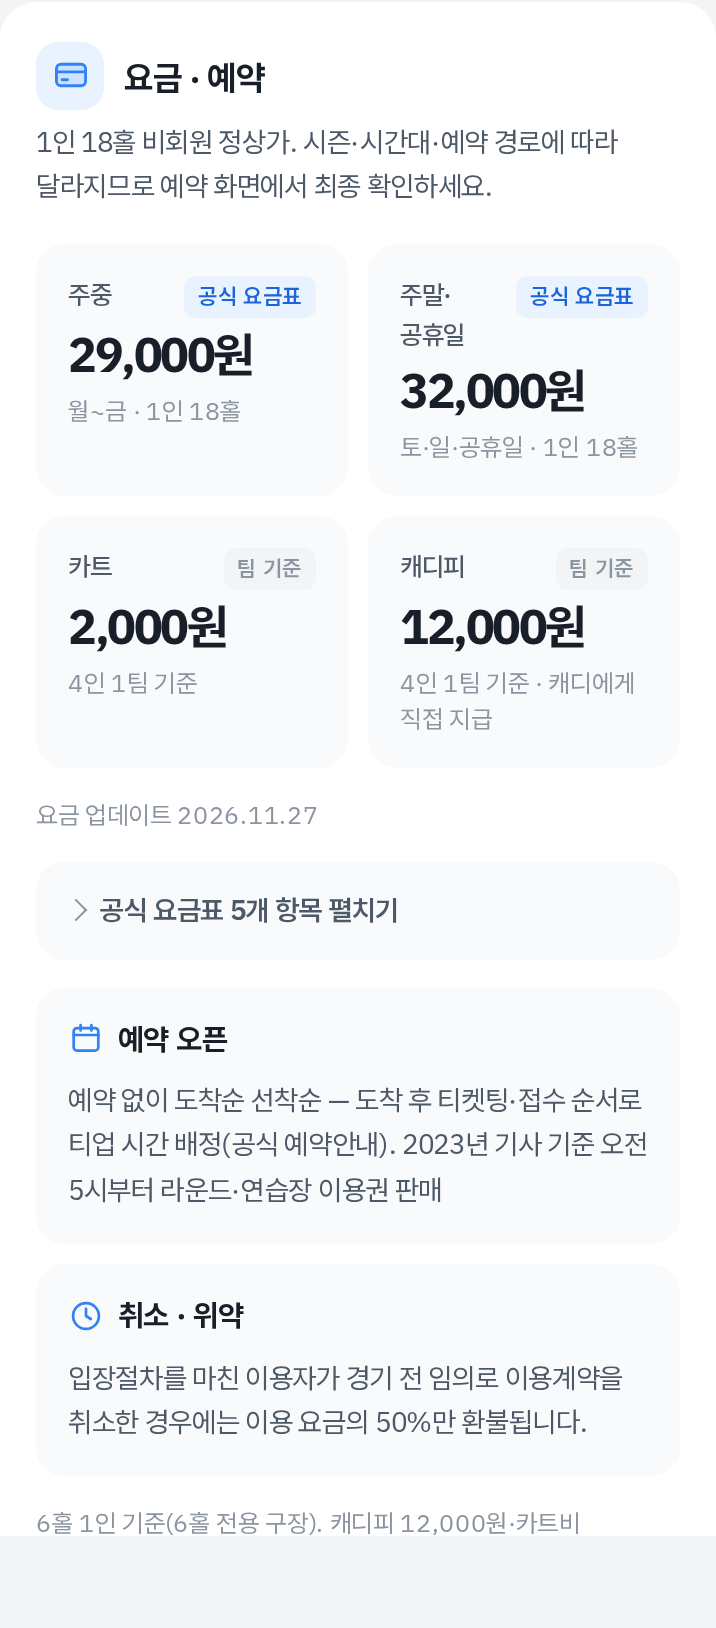 요금 · 예약
1인 18홀 비회원 정상가. 시즌·시간대·예약 경로에 따라
달라지므로 예약 화면에서 최종 확인하세요.
주중
공식 요금표
29,000원
월~금 · 1인 18홀
주말·
공휴일
공식 요금표
32,000원
토·일·공휴일 · 1인 18홀
카트
팀 기준
2,000원
4인 1팀 기준
캐디피
팀 기준
12,000원
4인 1팀 기준 · 캐디에게
직접 지급
요금 업데이트 2026.11.27
공식 요금표 5개 항목 펼치기
예약 오픈
예약 없이 도착순 선착순 — 도착 후 티켓팅·접수 순서로
티업 시간 배정(공식 예약안내). 2023년 기사 기준 오전
5시부터 라운드·연습장 이용권 판매
취소 · 위약
입장절차를 마친 이용자가 경기 전 임의로 이용계약을
취소한 경우에는 이용 요금의 50%만 환불됩니다.
6홀 1인 기준(6홀 전용 구장). 캐디피 12,000원·카트비